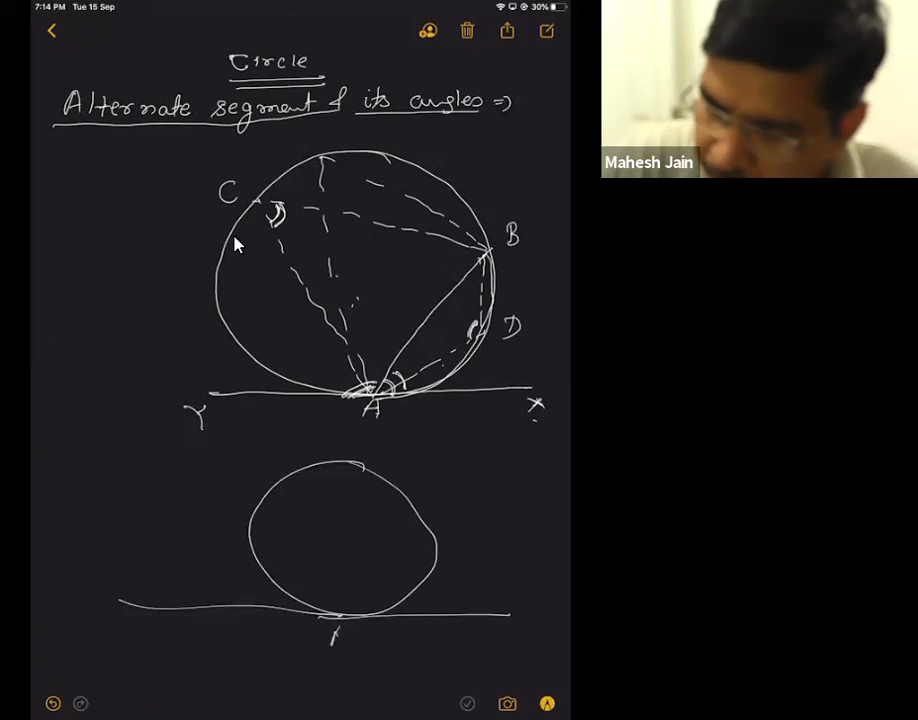 7:14 PM Tue 15 Sep
30%
Circle
Alternate segment & its angles ⇒
C
B
D
A
Y
X
Mahesh Jain